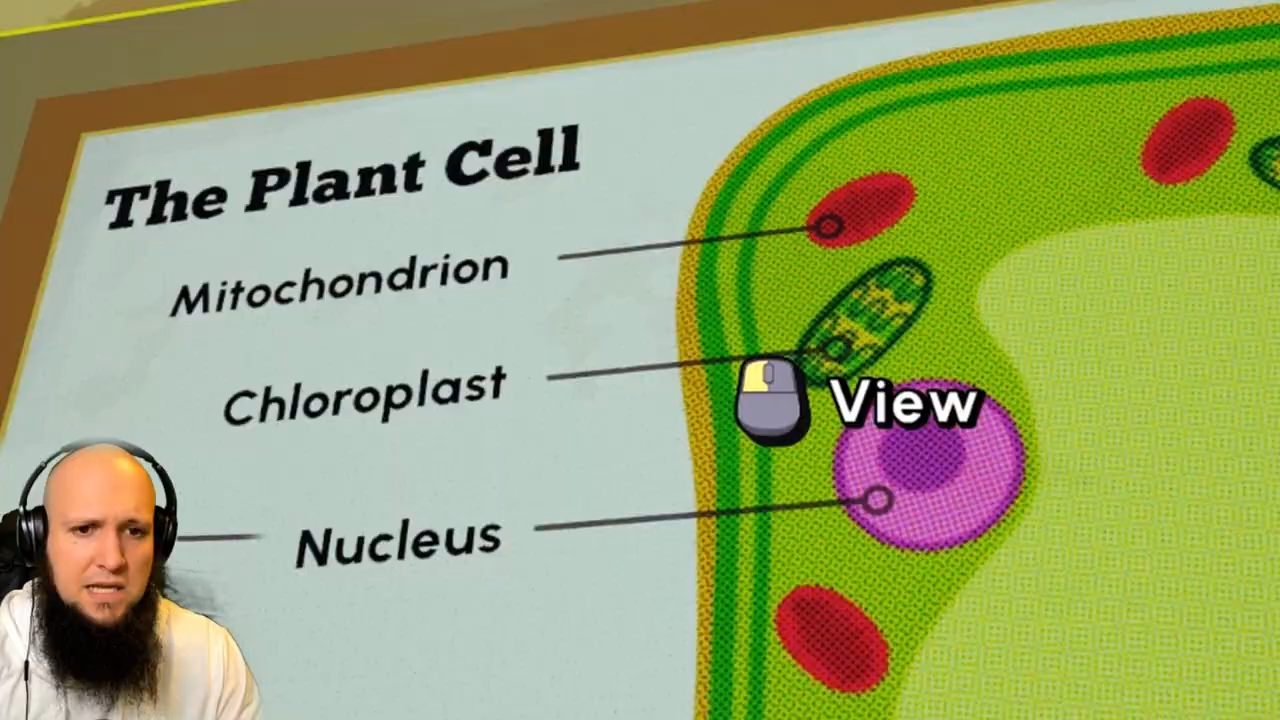 The Plant Cell
Mitochondrion
Chloroplast
View
Nucleus